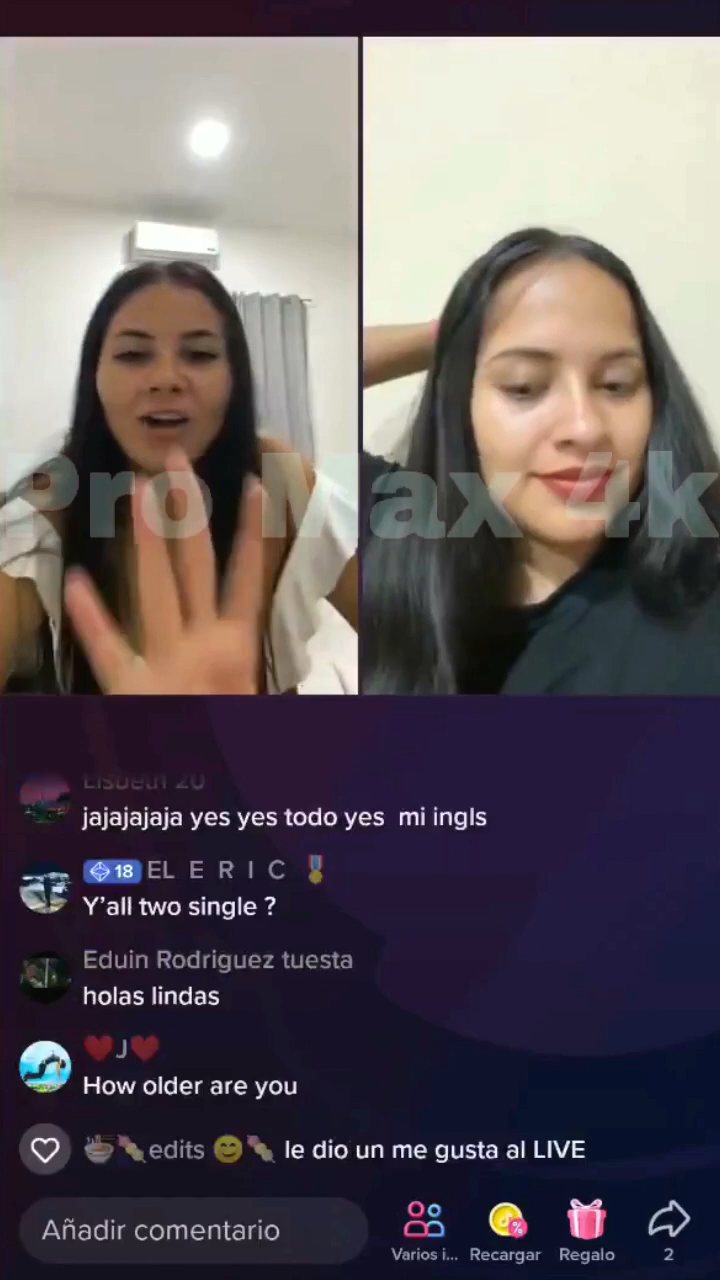 Pro Max 4k
Lisbeth 20
jajajajaja yes yes todo yes mi ingls
18 EL E R I C 🎖
Y'all two single ?
Eduin Rodriguez tuesta
holas lindas
❤️J❤️
How older are you
🍜🍡edits 😊🍡 le dio un me gusta al LIVE
Añadir comentario
Varios i...
Recargar
Regalo
2